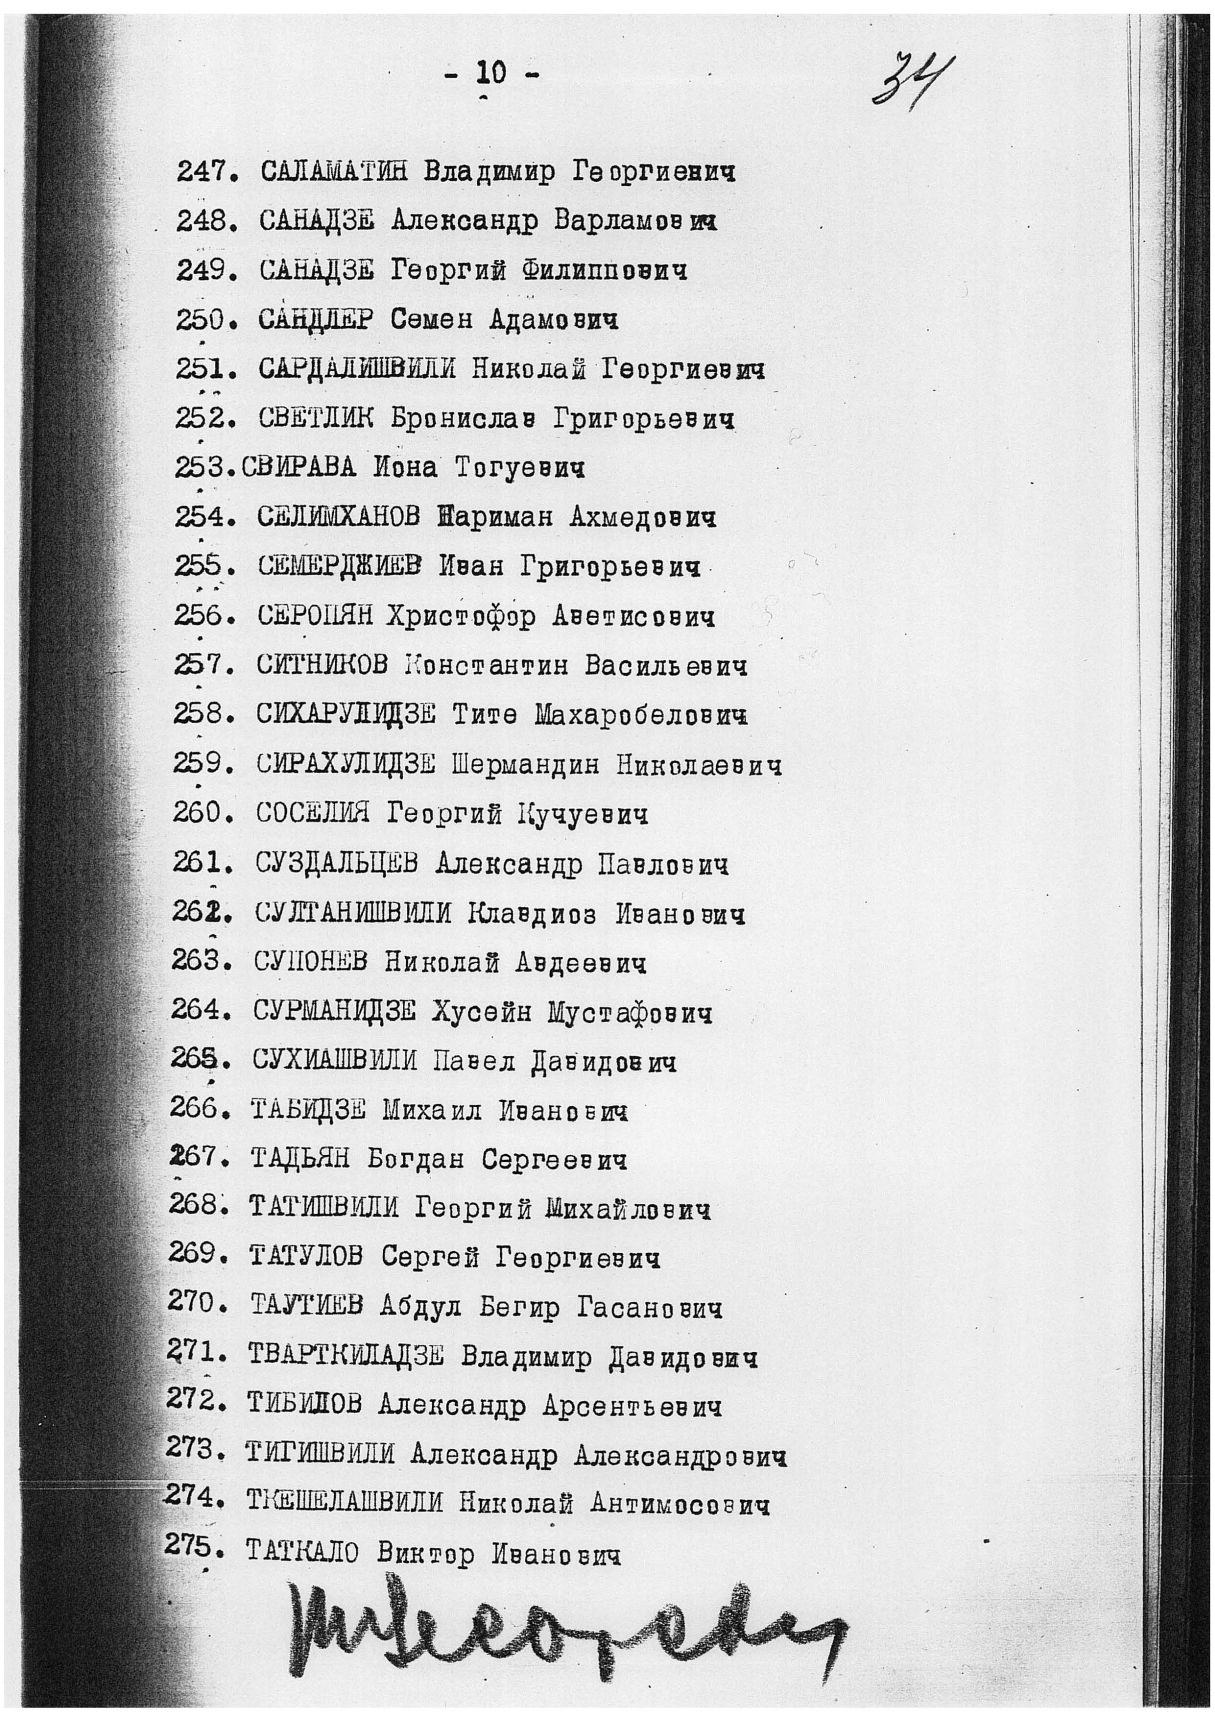 - 10 -
34
247. САЛАМАТИН Владимир Георгиевич
248. САНАДЗЕ Александр Варламович
249. САНАДЗЕ Георгий Филиппович
250. САНДЛЕР Семен Адамович
251. САРДАЛИШВИЛИ Николай Георгиевич
252. СВЕТЛИК Бронислав Григорьевич
253.СВИРАВА Иона Тогуевич
254. СЕЛИМХАНОВ Нариман Ахмедович
255. СЕМЕРДЖИЕВ Иван Григорьевич
256. СЕРОПЯН Христофор Аветисович
257. СИТНИКОВ Константин Васильевич
258. СИХАРУЛИДЗЕ Тите Махаробелович
259. СИРАХУЛИДЗЕ Шермандин Николаевич
260. СОСЕЛИЯ Георгий Кучуевич
261. СУЗДАЛЬЦЕВ Александр Павлович
262. СУЛТАНИШВИЛИ Клавдиоз Иванович
263. СУПОНЕВ Николай Авдеевич
264. СУРМАНИДЗЕ Хусейн Мустафович
265. СУХИАШВИЛИ Павел Давидович
266. ТАБИДЗЕ Михаил Иванович
267. ТАДЬЯН Богдан Сергеевич
268. ТАТИШВИЛИ Георгий Михайлович
269. ТАТУЛОВ Сергей Георгиевич
270. ТАУТИЕВ Абдул Бегир Гасанович
271. ТВАРТКИЛАДЗЕ Владимир Давидович
272. ТИБИЛОВ Александр Арсентьевич
273. ТИГИШВИЛИ Александр Александрович
274. ТКЕШЕЛАШВИЛИ Николай Антимосович
275. ТАТКАЛО Виктор Иванович